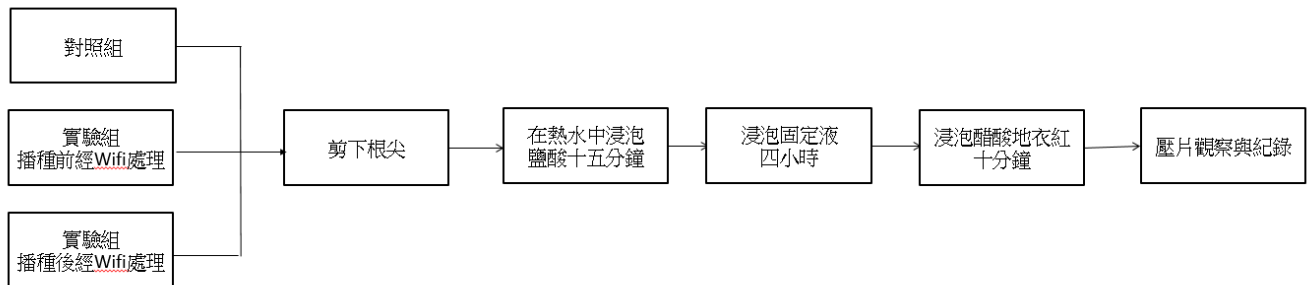 對照組
實驗組
播種前經Wifi處理
實驗組
播種後經Wifi處理
剪下根尖
在熱水中浸泡
鹽酸十五分鐘
浸泡固定液
四小時
浸泡醋酸地衣紅
十分鐘
壓片觀察與紀錄